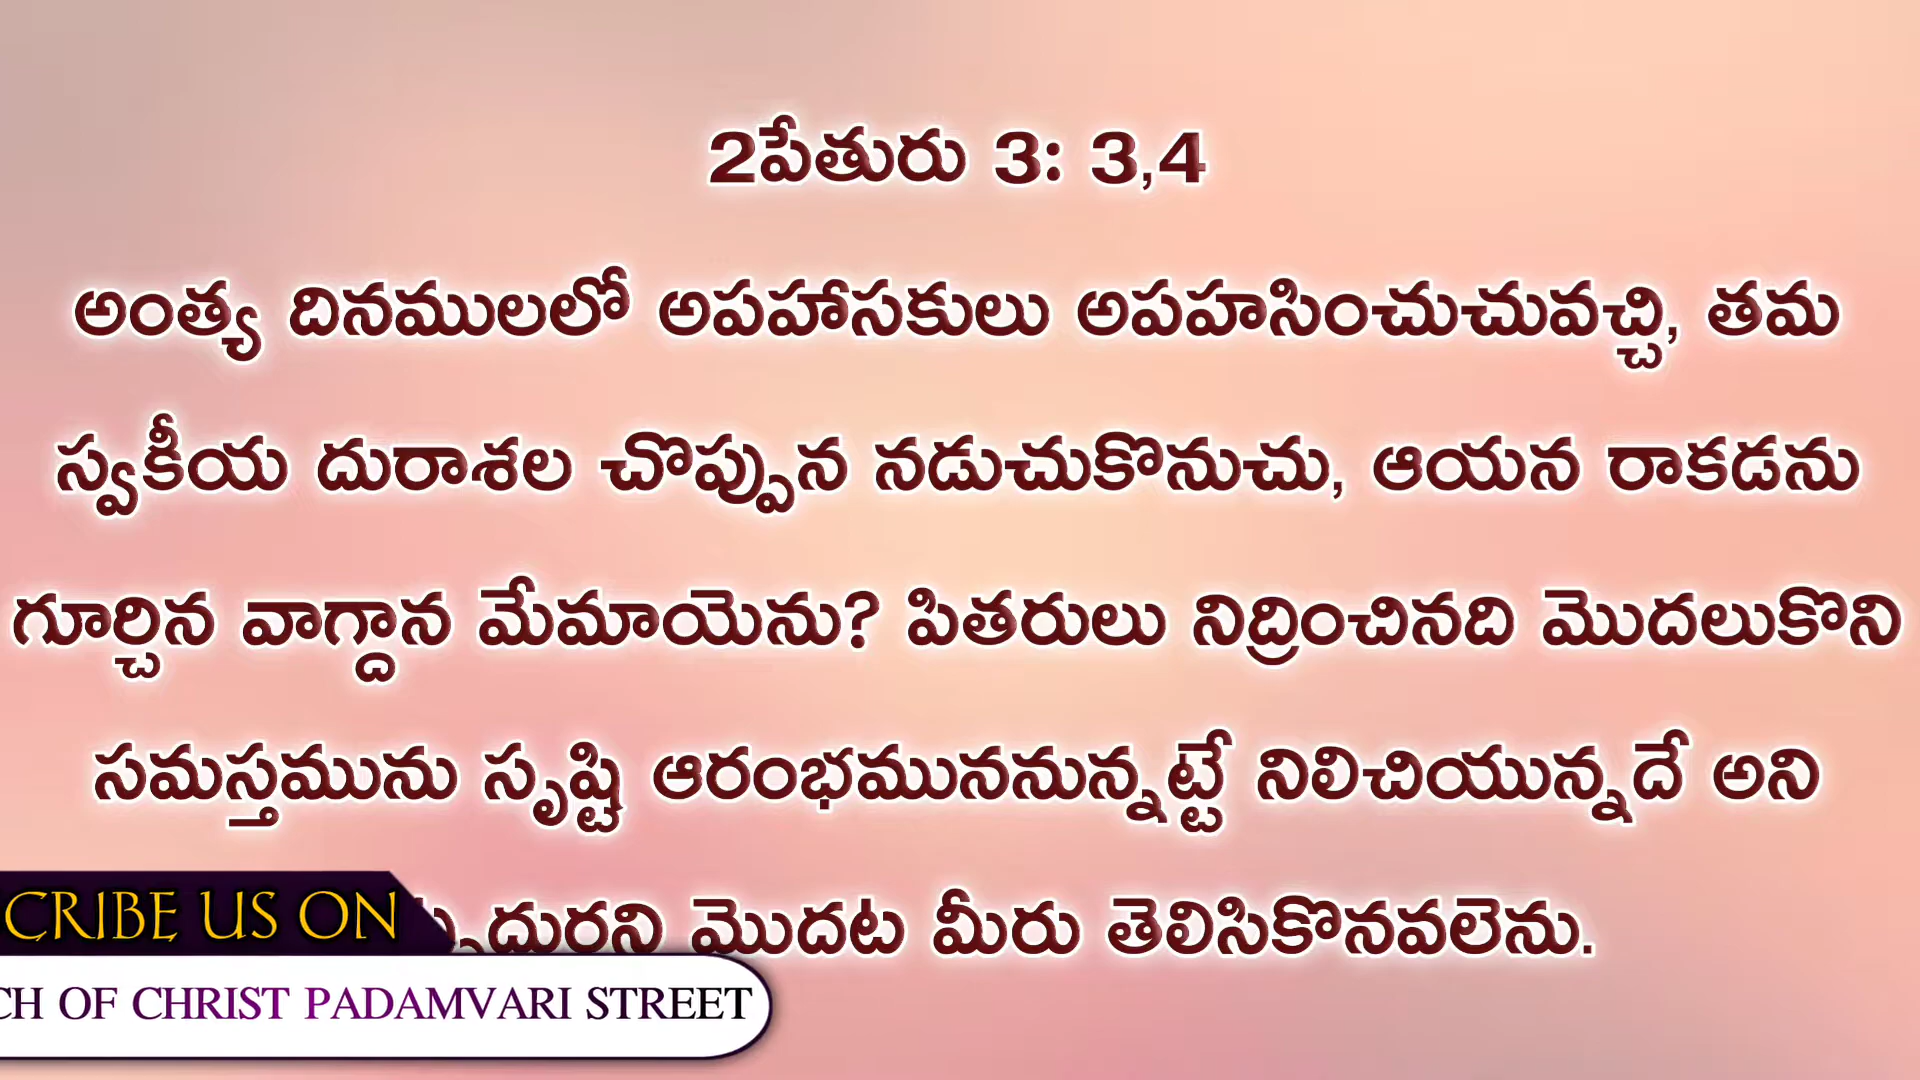 2పేతురు 3: 3,4
అంత్య దినములలో అపహాసకులు అపహసించుచువచ్చి, తమ
స్వకీయ దురాశల చొప్పున నడుచుకొనుచు, ఆయన రాకడను
గూర్చిన వాగ్దాన మేమాయెను? పితరులు నిద్రించినది మొదలుకొని
సమస్తమును సృష్టి ఆరంభముననున్నట్టే నిలిచియున్నదే అని
మొదట మీరు తెలిసికొనవలెను.
CRIBE US ON
CH OF CHRIST PADAMVARI STREET